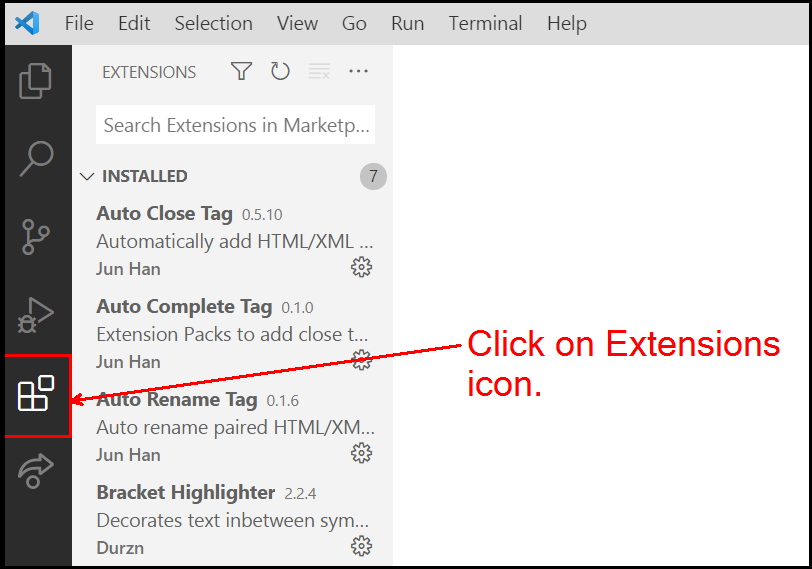 File Edit Selection View Go Run Terminal Help
EXTENSIONS
Search Extensions in Marketp...
INSTALLED 7
Auto Close Tag 0.5.10
Automatically add HTML/XML ...
Jun Han
Auto Complete Tag 0.1.0
Extension Packs to add close t...
Jun Han
Click on Extensions
icon.
Auto Rename Tag 0.1.6
Auto rename paired HTML/XM...
Jun Han
Bracket Highlighter 2.2.4
Decorates text inbetween sym...
Durzn